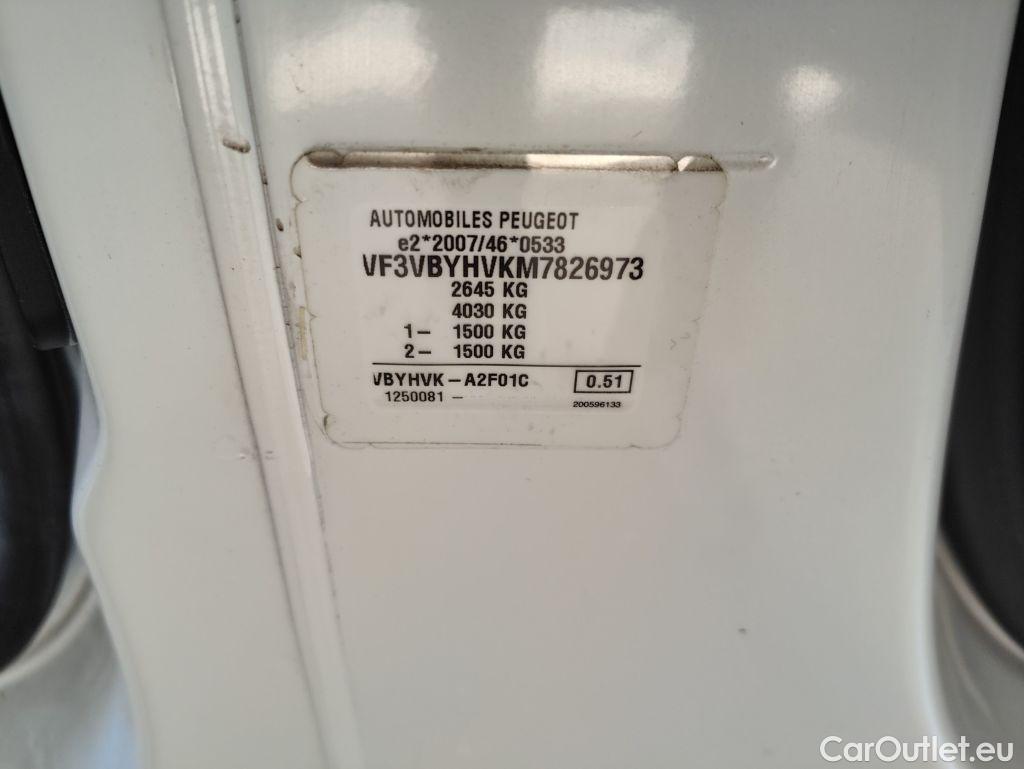 AUTOMOBILES PEUGEOT
e2*2007/46*0533
VF3VBYHVKM7826973
2645 KG
4030 KG
1– 1500 KG
2– 1500 KG
VBYHVK – A2F01C 0.51
1250081 – 200596133
CarOutlet.eu